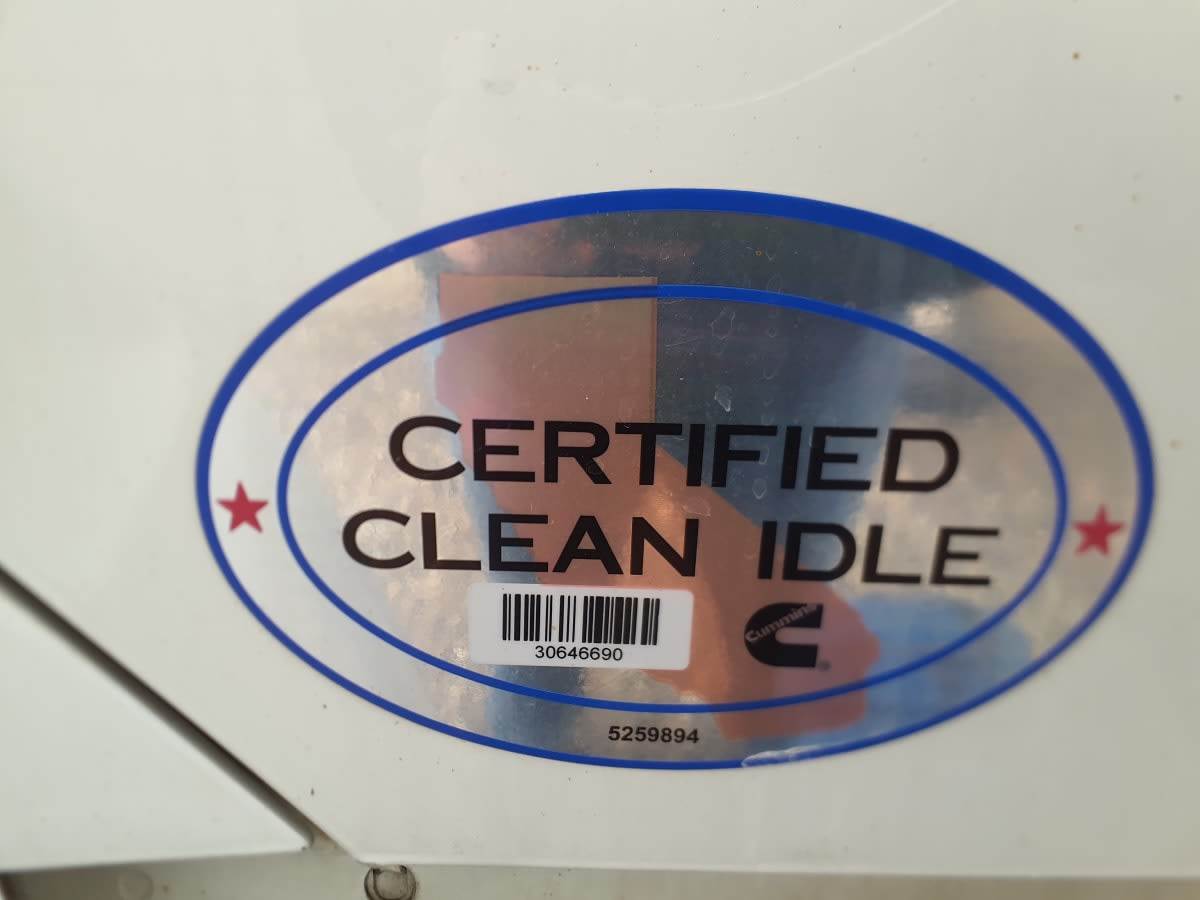 CERTIFIED
CLEAN IDLE
30646690
Cummins
5259894